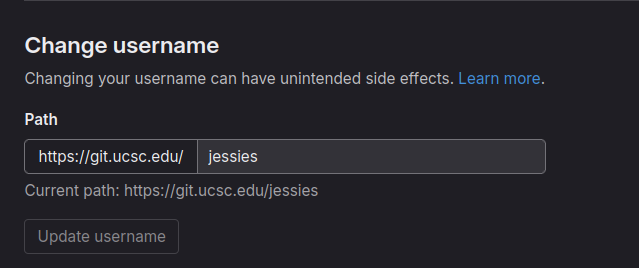 Change username
Changing your username can have unintended side effects. Learn more.
Path
https://git.ucsc.edu/ jessies
Current path: https://git.ucsc.edu/jessies
Update username